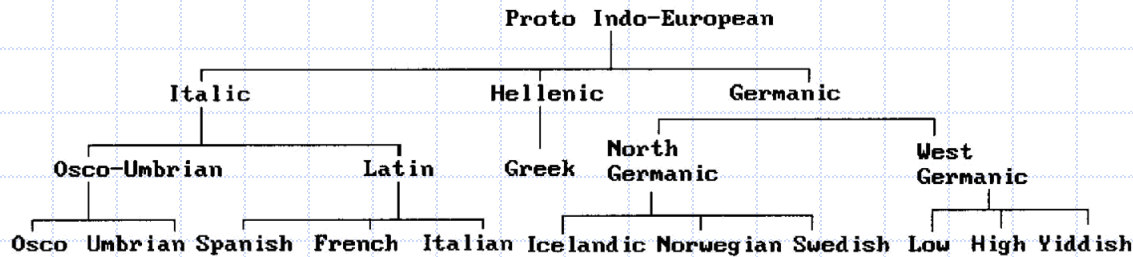 Proto Indo-European
Italic Hellenic Germanic
Osco-Umbrian Latin Greek North Germanic West Germanic
Osco Umbrian Spanish French Italian Icelandic Norwegian Swedish Low High Yiddish